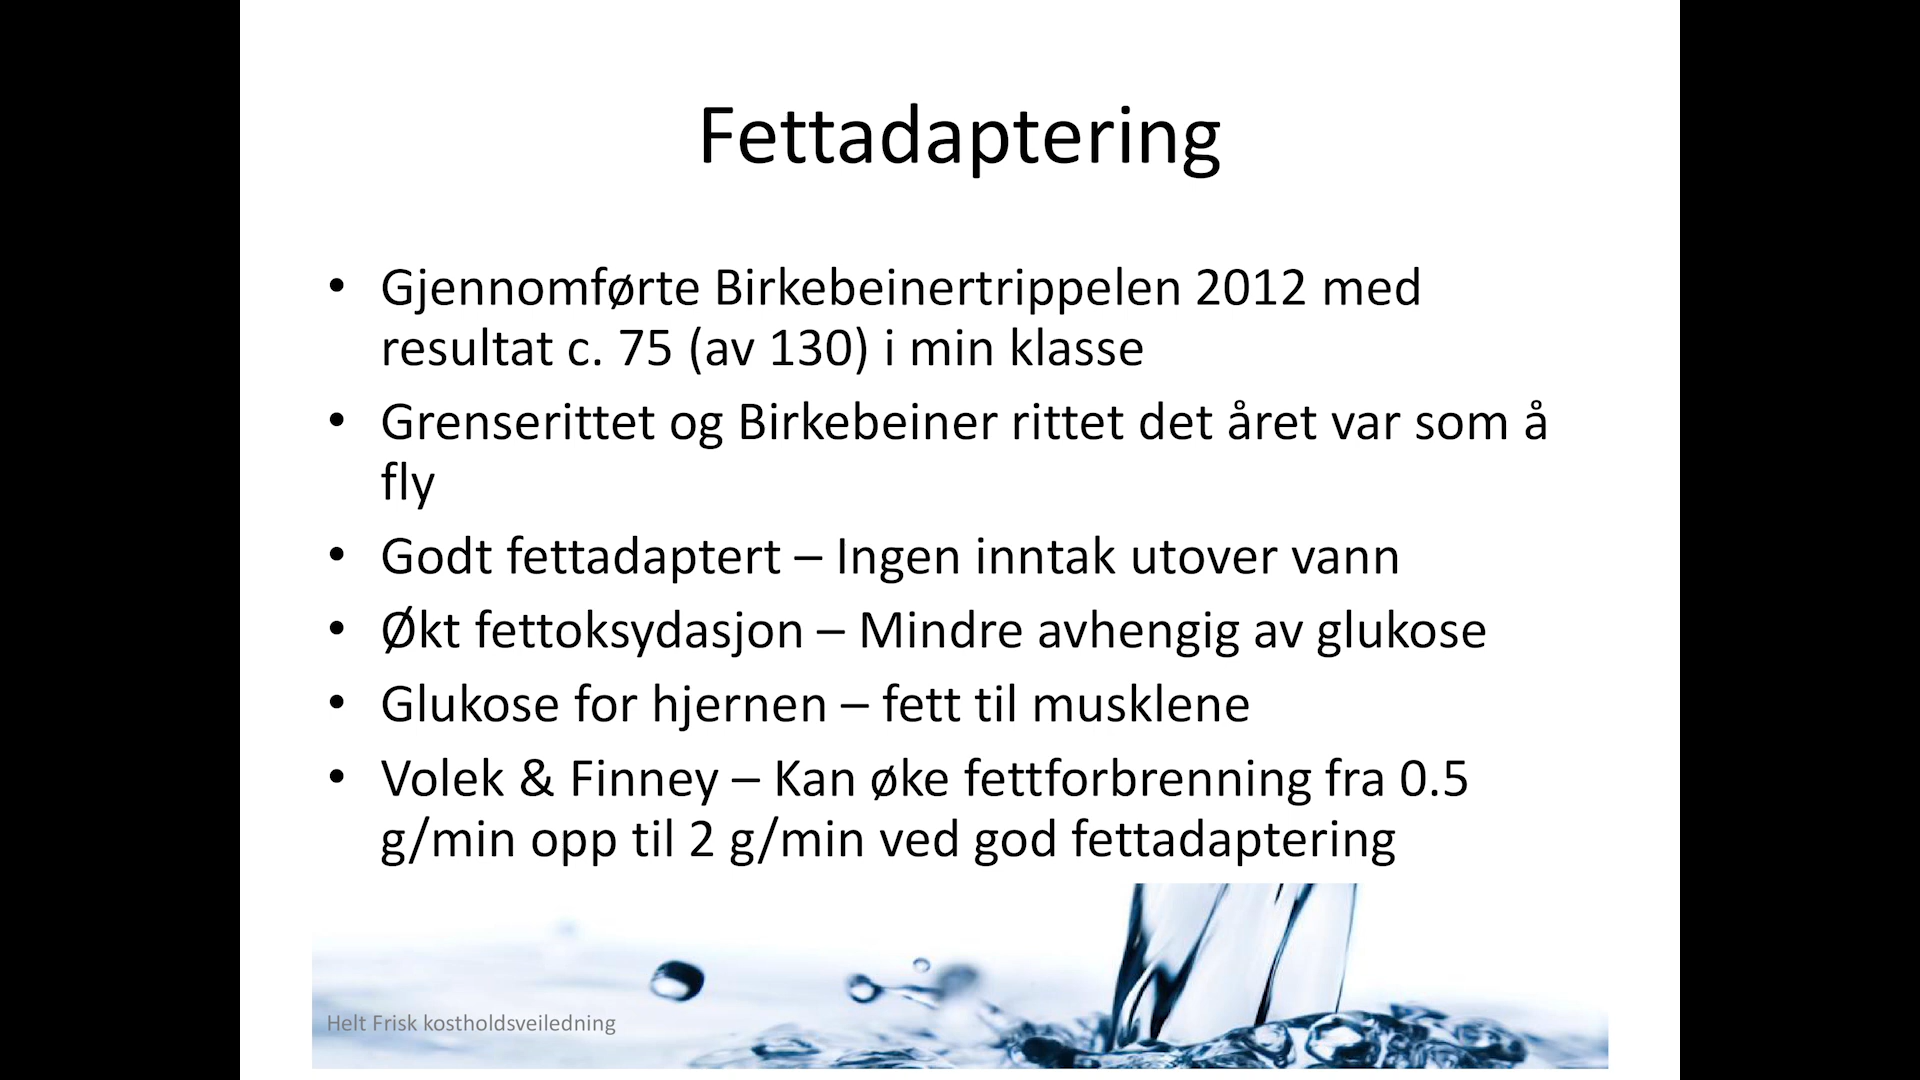 Fettadaptering
• Gjennomførte Birkebeinertrippelen 2012 med
resultat c. 75 (av 130) i min klasse
• Grenserittet og Birkebeiner rittet det året var som å
fly
• Godt fettadaptert – Ingen inntak utover vann
• Økt fettoksydasjon – Mindre avhengig av glukose
• Glukose for hjernen – fett til musklene
• Volek & Finney – Kan øke fettforbrenning fra 0.5
g/min opp til 2 g/min ved god fettadaptering
Helt Frisk kostholdsveiledning